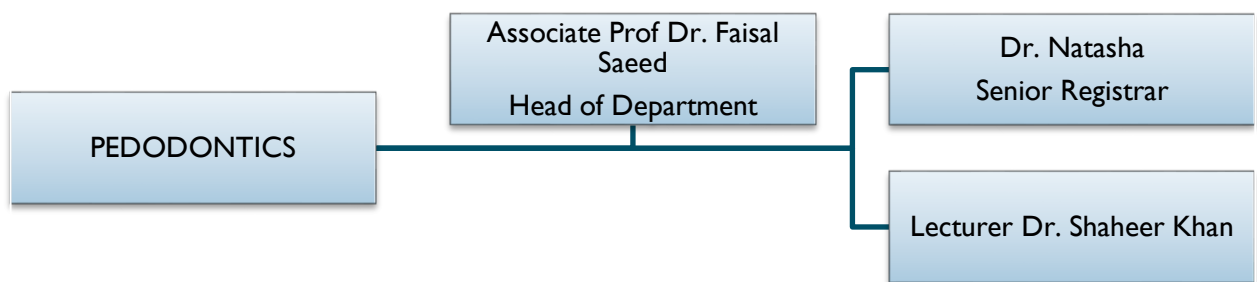 PEDODONTICS
Associate Prof Dr. Faisal
Saeed
Head of Department
Dr. Natasha
Senior Registrar
Lecturer Dr. Shaheer Khan